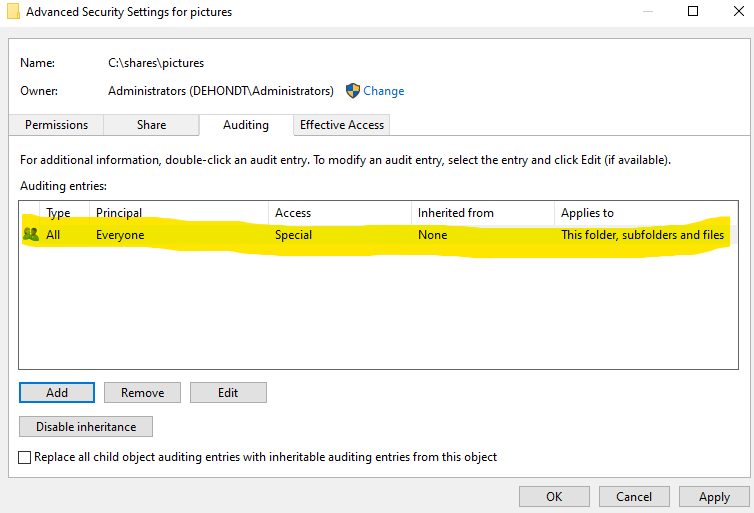 Advanced Security Settings for pictures
Name: C:\shares\pictures
Owner: Administrators (DEHONDT\Administrators) Change
Permissions Share Auditing Effective Access
For additional information, double-click an audit entry. To modify an audit entry, select the entry and click Edit (if available).
Auditing entries:
Type Principal Access Inherited from Applies to
All Everyone Special None This folder, subfolders and files
Add Remove Edit
Disable inheritance
Replace all child object auditing entries with inheritable auditing entries from this object
OK Cancel Apply